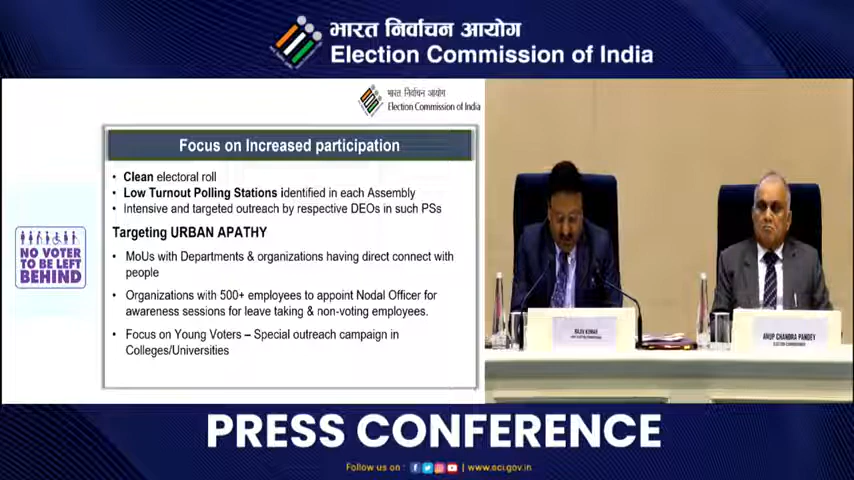 भारत निर्वाचन आयोग
Election Commission of India
भारत निर्वाचन आयोग
Election Commission of India
Focus on Increased participation
• Clean electoral roll
• Low Turnout Polling Stations identified in each Assembly
• Intensive and targeted outreach by respective DEOs in such PSs
Targeting URBAN APATHY
• MoUs with Departments & organizations having direct connect with
people
• Organizations with 500+ employees to appoint Nodal Officer for
awareness sessions for leave taking & non-voting employees.
• Focus on Young Voters – Special outreach campaign in
Colleges/Universities
NO VOTER
TO BE LEFT
BEHIND
RAJIV KUMAR
CHIEF ELECTION COMMISSIONER
ANUP CHANDRA PANDEY
ELECTION COMMISSIONER
PRESS CONFERENCE
Follow us on : | www.eci.gov.in